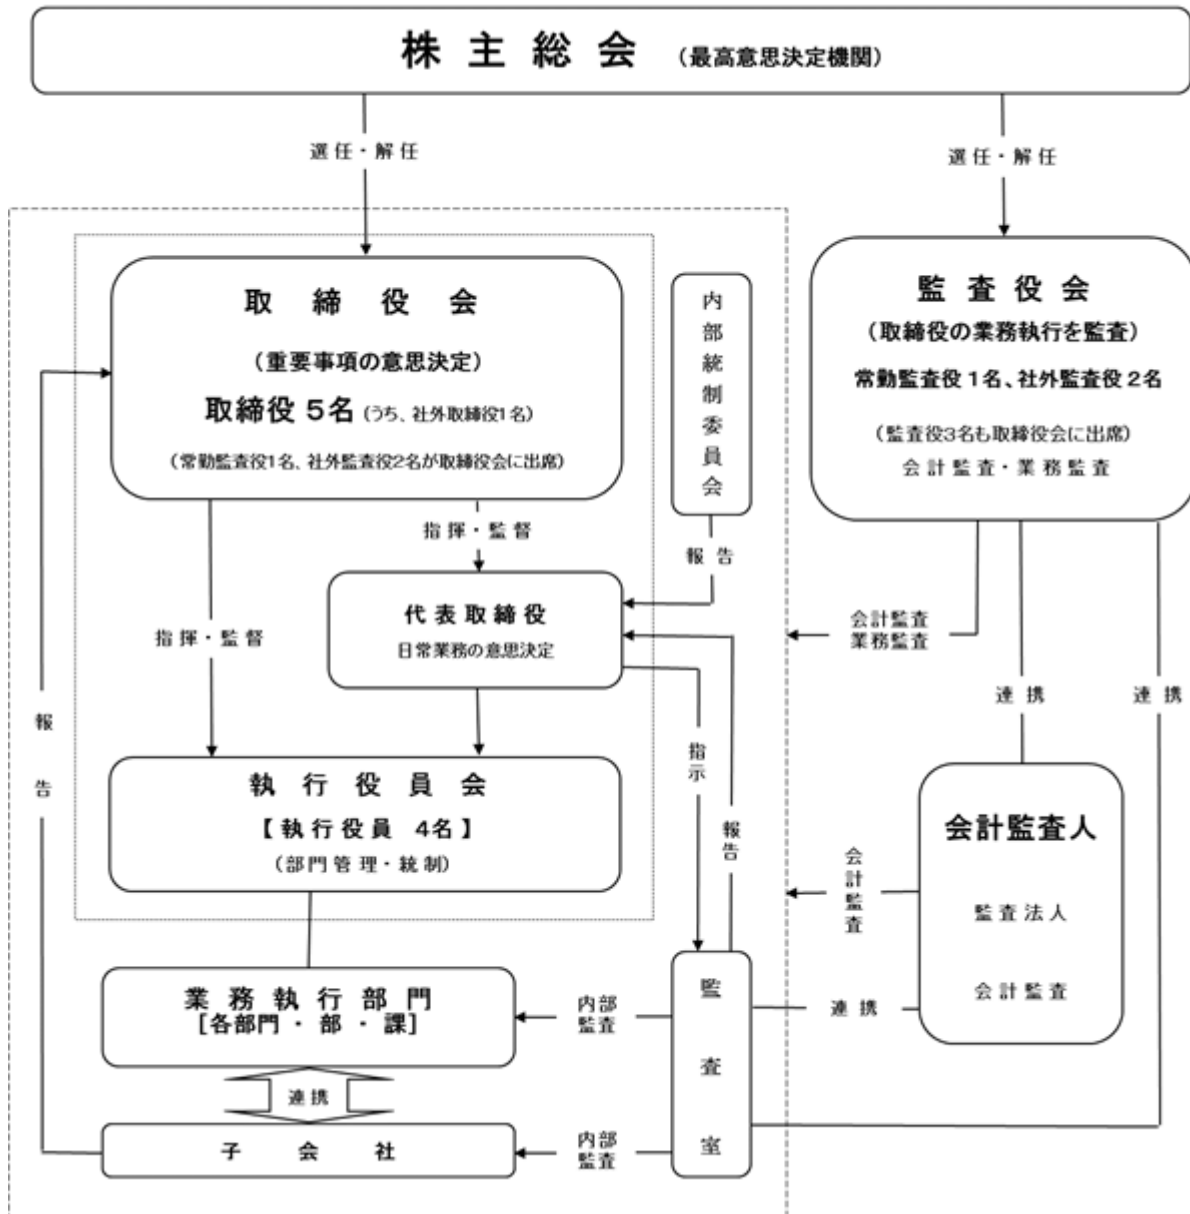 株主総会 (最高意思決定機関)
選任・解任
選任・解任
取締役会
(重要事項の意思決定)
取締役 5名 (うち、社外取締役1名)
(常勤監査役1名、社外監査役2名が取締役会に出席)
内部統制委員会
監査役会
(取締役の業務執行を監査)
常勤監査役 1名、社外監査役 2名
(監査役3名も取締役会に出席)
会計監査・業務監査
指揮・監督
報告
代表取締役
日常業務の意思決定
指揮・監督
会計監査
業務監査
連携
連携
報告
指示
報告
執行役員会
【執行役員 4名】
(部門管理・統制)
会計監査
会計監査人
監査法人
会計監査
業務執行部門
[各部門・部・課]
内部
監査
監査室
連携
連携
子会社
内部
監査